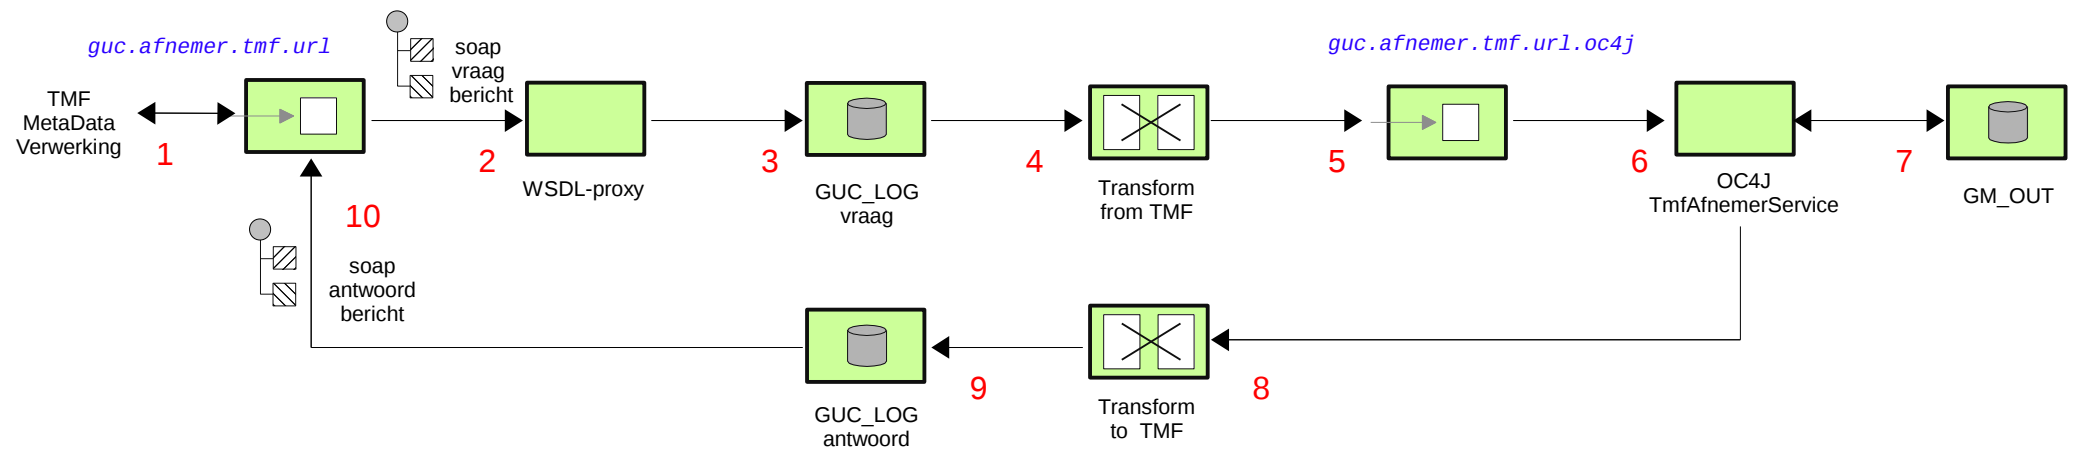 guc.afnemer.tmf.url
soap
vraag
bericht
guc.afnemer.tmf.url.oc4j
TMF
MetaData
Verwerking
1
2
WSDL-proxy
3
GUC_LOG
vraag
4
Transform
from TMF
5
6
OC4J
TmfAfnemerService
7
GM_OUT
10
soap
antwoord
bericht
9
GUC_LOG
antwoord
8
Transform
to TMF